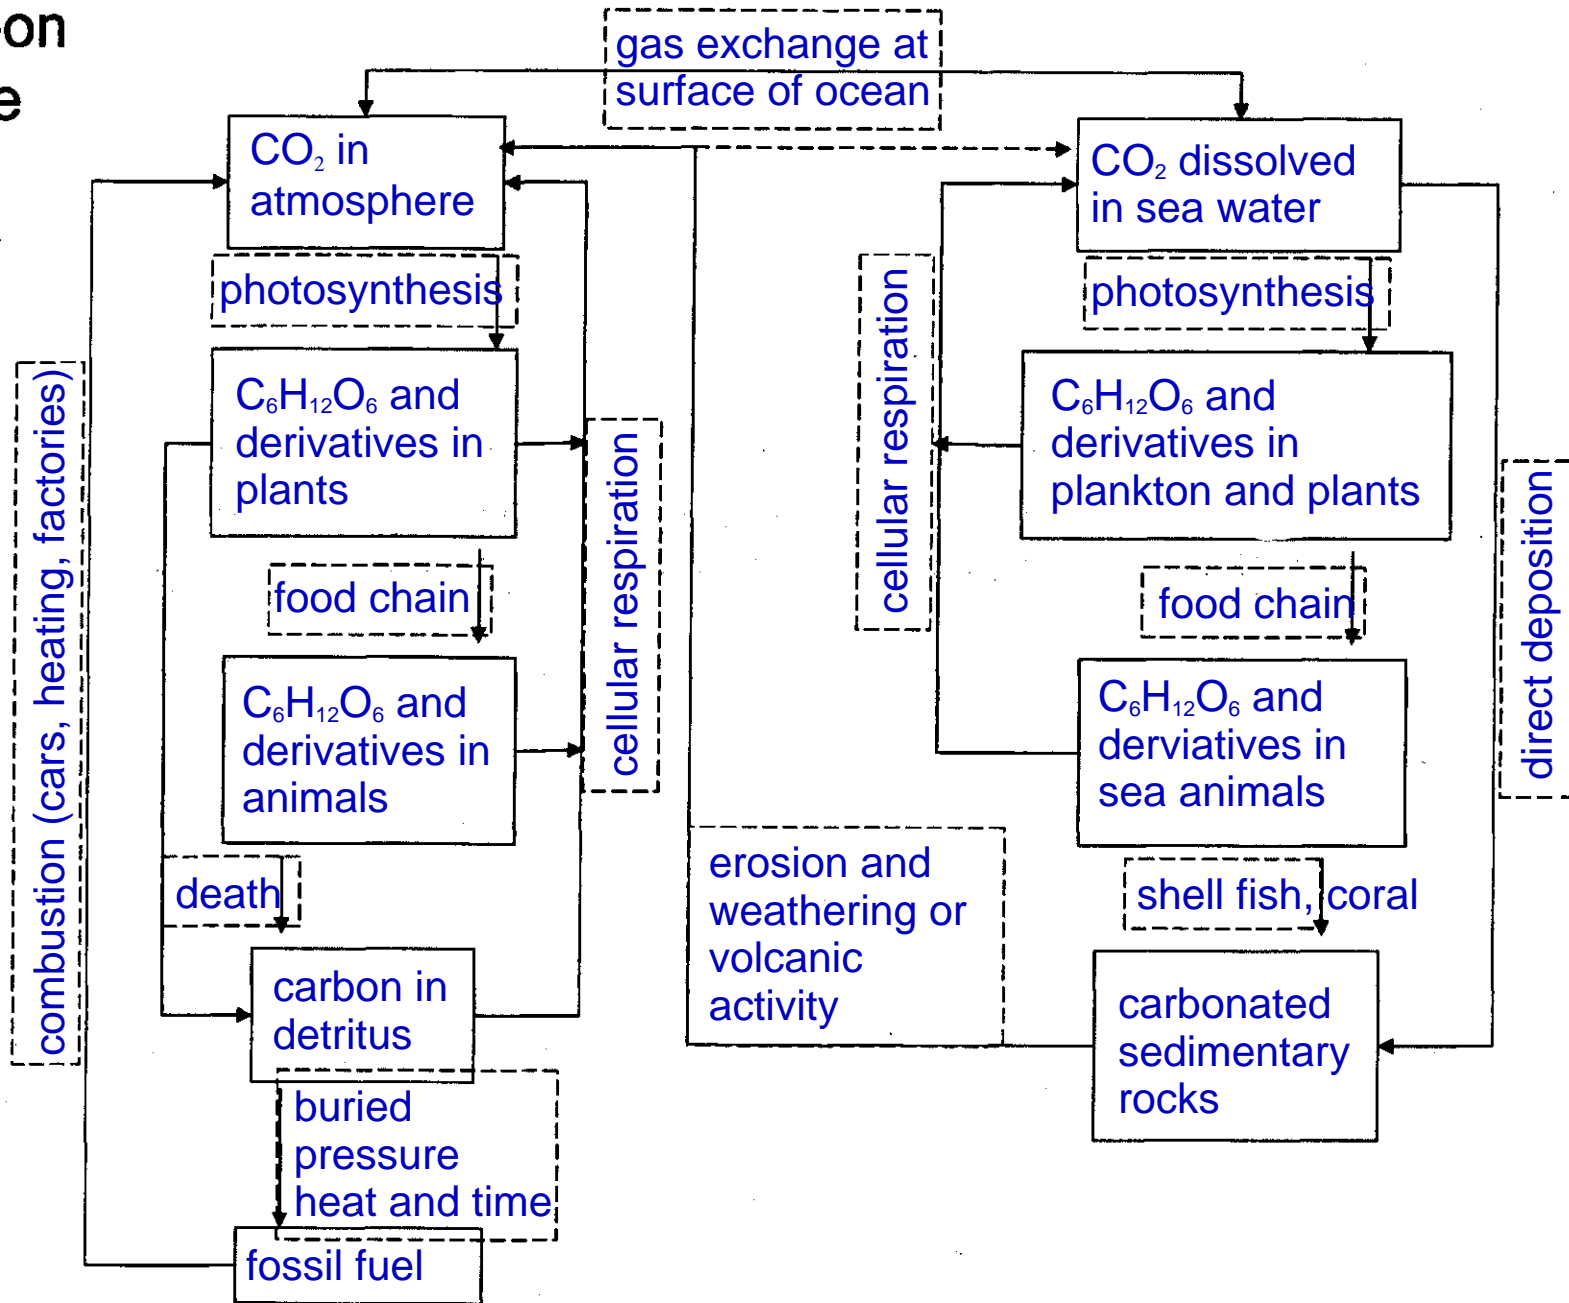 on
e
gas exchange at
surface of ocean
CO₂ in
atmosphere
CO₂ dissolved
in sea water
photosynthesis
photosynthesis
C₆H₁₂O₆ and
derivatives in
plants
C₆H₁₂O₆ and
derivatives in
plankton and plants
combustion (cars, heating, factories)
cellular respiration
cellular respiration
direct deposition
food chain
food chain
C₆H₁₂O₆ and
derivatives in
animals
C₆H₁₂O₆ and
derviatives in
sea animals
death
erosion and
weathering or
volcanic
activity
shell fish, coral
carbon in
detritus
carbonated
sedimentary
rocks
buried
pressure
heat and time
fossil fuel